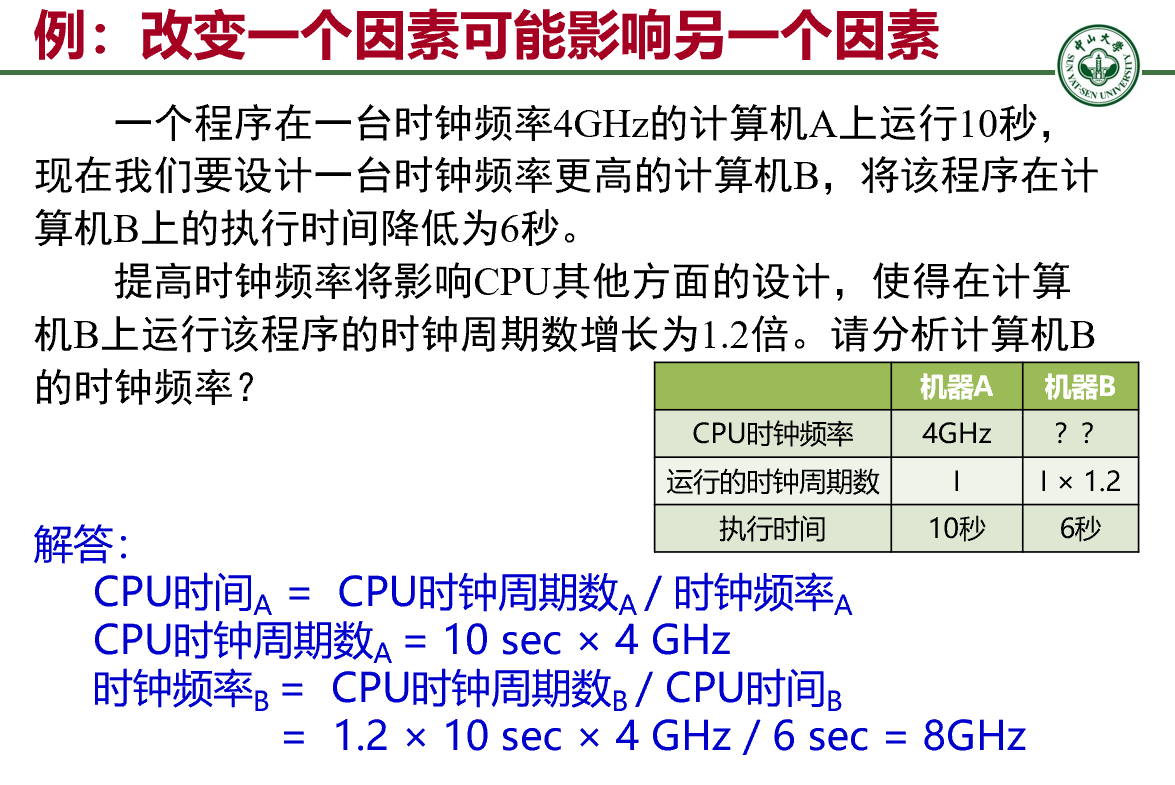 例：改变一个因素可能影响另一个因素
中山大学
SUN YAT-SEN UNIVERSITY
一个程序在一台时钟频率4GHz的计算机A上运行10秒，
现在我们要设计一台时钟频率更高的计算机B，将该程序在计
算机B上的执行时间降低为6秒。
提高时钟频率将影响CPU其他方面的设计，使得在计算
机B上运行该程序的时钟周期数增长为1.2倍。请分析计算机B
的时钟频率？
机器A 机器B
CPU时钟频率 4GHz ？？
运行的时钟周期数 I I × 1.2
执行时间 10秒 6秒
解答：
CPU时间A = CPU时钟周期数A / 时钟频率A
CPU时钟周期数A = 10 sec × 4 GHz
时钟频率B = CPU时钟周期数B / CPU时间B
= 1.2 × 10 sec × 4 GHz / 6 sec = 8GHz